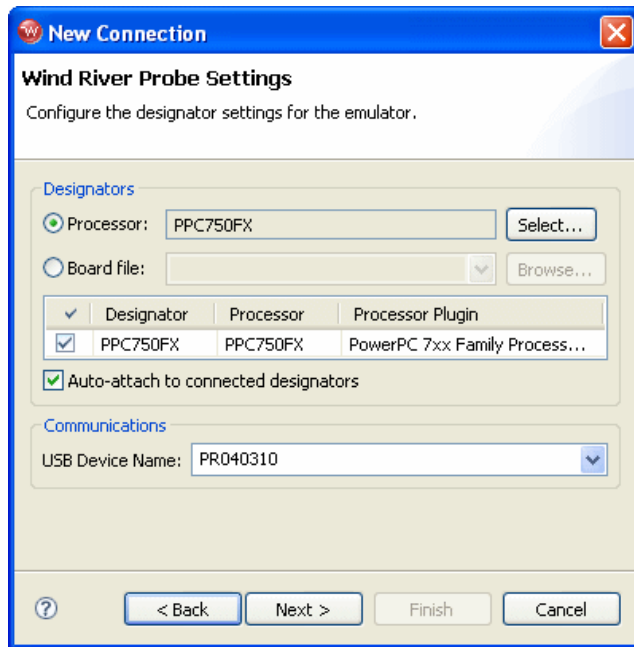 New Connection
Wind River Probe Settings
Configure the designator settings for the emulator.
Designators
Processor: PPC750FX Select...
Board file: Browse...
Designator Processor Processor Plugin
PPC750FX PPC750FX PowerPC 7xx Family Process...
Auto-attach to connected designators
Communications
USB Device Name: PR040310
? < Back Next > Finish Cancel